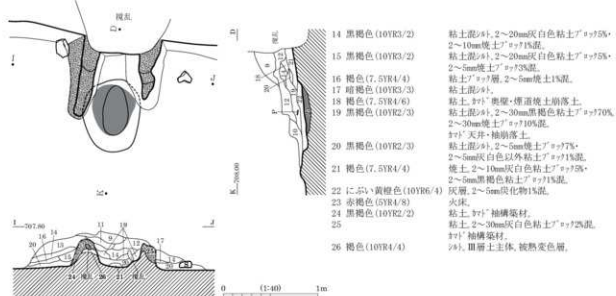 攪乱
D
D
攪乱
14 黒褐色(10YR3/2) 粘土混シルト, 2～20mm灰白色粘土ブロック5%・
2～10mm焼土ブロック1%混.
15 黒褐色(10YR3/2) 粘土混シルト, 2～20mm灰白色粘土ブロック5%・
2～5mm焼土ブロック3%混.
16 褐色(7.5YR4/4) 粘土ブロック層, 2～5mm焼土1%混.
17 暗褐色(10YR3/3) 粘土混シルト.
18 褐色(7.5YR4/6) 粘土, カマド奥壁・煙道焼土崩落土.
19 黒褐色(10YR2/3) 粘土混シルト, 2～30mm黒褐色粘土ブロック70%,
2～30mm焼土ブロック10%混.
カマド天井・袖崩落土.
20 黒褐色(10YR2/3) 粘土混シルト, 2～5mm焼土ブロック7%・
2～5mm灰白色以外粘土ブロック1%混.
21 褐色(7.5YR4/4) 焼土, 2～10mm灰白色粘土ブロック5%・
2～5mm黒褐色粘土ブロック1%混.
22 にぶい黄橙色(10YR6/4) 灰層, 2～5mm炭化物1%混.
23 赤褐色(5YR4/8) 火床.
24 黒褐色(10YR2/2) 粘土, カマド袖構築材.
25 粘土, 2～30mm灰白色粘土ブロック2%混,
カマド袖構築材.
26 褐色(10YR4/4) シルト, Ⅲ層土主体, 被熱変色層.
K
K 708.00
I 707.80
J
24 攪乱 26 21 攪乱
0 (1:40) 1m